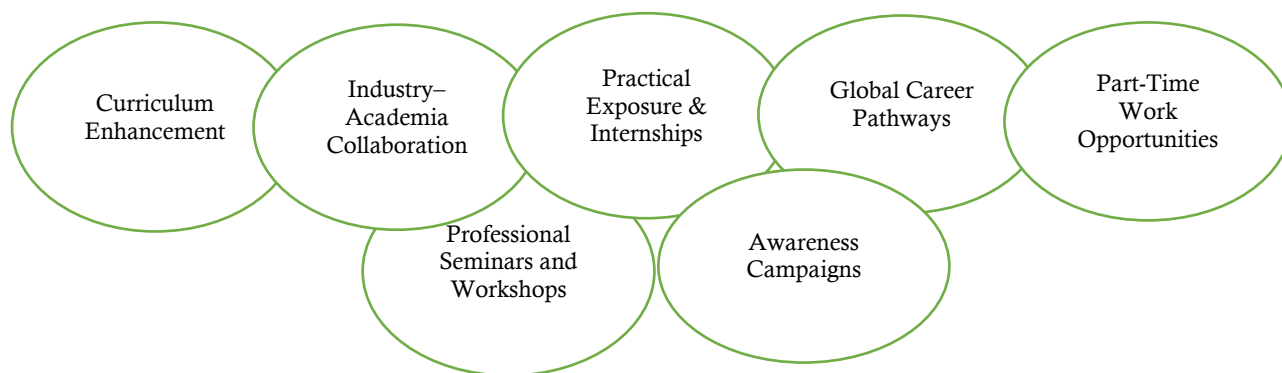 Curriculum
Enhancement
Industry–
Academia
Collaboration
Practical
Exposure &
Internships
Global Career
Pathways
Part-Time
Work
Opportunities
Professional
Seminars and
Workshops
Awareness
Campaigns